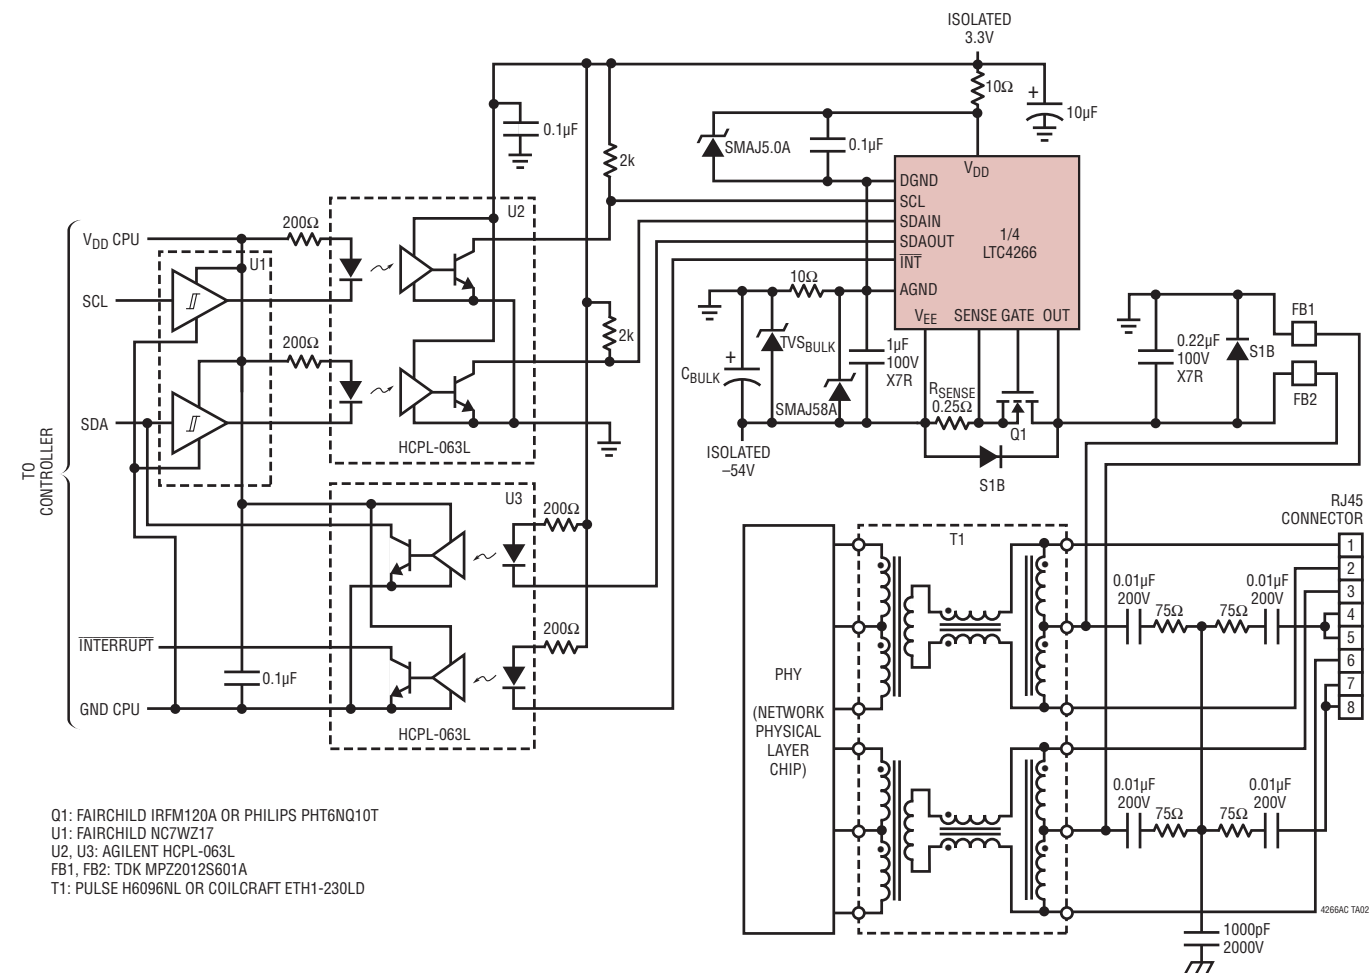 ISOLATED
3.3V
10Ω
+
10µF
0.1µF
SMAJ5.0A
0.1µF
2k
VDD
DGND
SCL
SDAIN
SDAOUT
INT
AGND
1/4
LTC4266
VEE
SENSE
GATE
OUT
200Ω
U2
VDD CPU
U1
SCL
200Ω
SDA
HCPL-063L
2k
10Ω
+
CBULK
TVSBULK
SMAJ58A
1µF
100V
X7R
RSENSE
0.25Ω
Q1
S1B
ISOLATED
–54V
0.22µF
100V
X7R
S1B
FB1
FB2
TO
CONTROLLER
U3
200Ω
200Ω
INTERRUPT
0.1µF
GND CPU
HCPL-063L
RJ45
CONNECTOR
T1
1
2
3
4
5
6
7
8
0.01µF
200V
75Ω
75Ω
0.01µF
200V
PHY
(NETWORK
PHYSICAL
LAYER
CHIP)
0.01µF
200V
75Ω
75Ω
0.01µF
200V
1000pF
2000V
4266AC TA02
Q1: FAIRCHILD IRFM120A OR PHILIPS PHT6NQ10T
U1: FAIRCHILD NC7WZ17
U2, U3: AGILENT HCPL-063L
FB1, FB2: TDK MPZ2012S601A
T1: PULSE H6096NL OR COILCRAFT ETH1-230LD